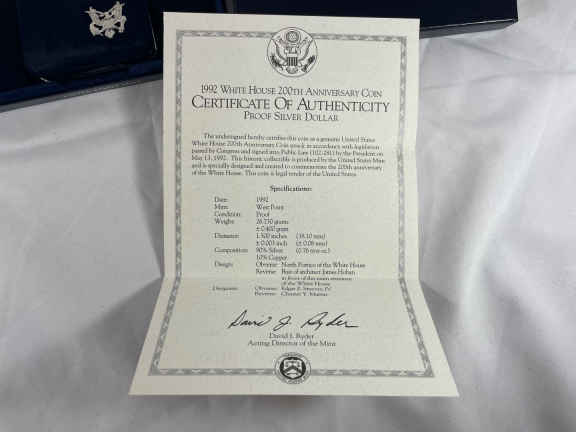 1992 WHITE HOUSE 200TH ANNIVERSARY COIN
CERTIFICATE OF AUTHENTICITY
PROOF SILVER DOLLAR
The undersigned hereby certifies this coin as a genuine United States
White House 200th Anniversary Coin struck in accordance with legislation
passed by Congress and signed into Public Law (102-281) by the President on
May 13, 1992. This historic collectible is produced by the United States Mint
and is specially designed and created to commemorate the 200th anniversary
of the White House. This coin is legal tender of the United States.
Specifications:
Date: 1992
Mint: West Point
Condition: Proof
Weight: 26.730 grams
± 0.400 gram
Diameter: 1.500 inches (38.10 mm)
± 0.003 inch (± 0.08 mm)
Composition: 90% Silver (0.76 troy oz.)
10% Copper
Design: Obverse: North Portico of the White House
Reverse: Bust of architect James Hoban
in front of the main entrance
of the White House
Designers: Obverse: Edgar Z. Steever, IV
Reverse: Chester Y. Martin
David J. Ryder
David J. Ryder
Acting Director of the Mint